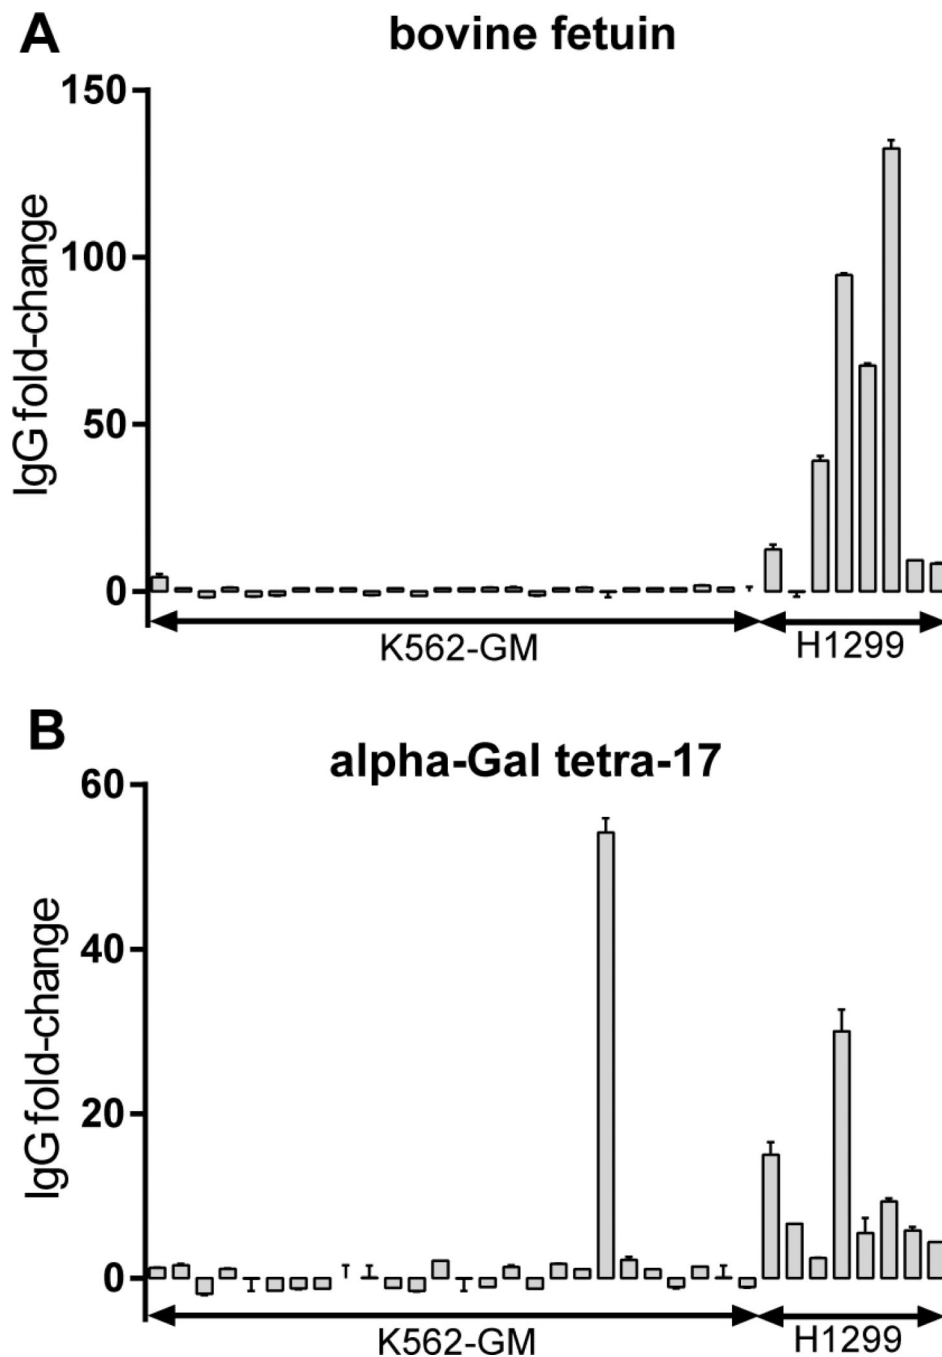 A
bovine fetuin
150
100
50
0
IgG fold-change
K562-GM
H1299
B
alpha-Gal tetra-17
60
40
20
0
IgG fold-change
K562-GM
H1299